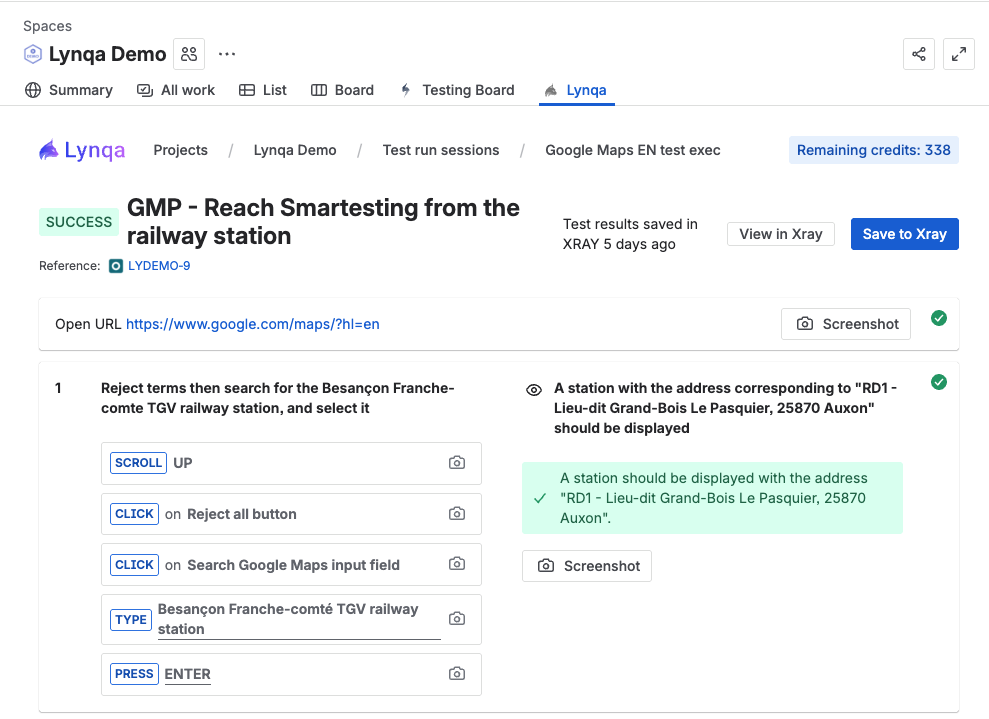 Spaces
Lynqa Demo
Summary
All work
List
Board
Testing Board
Lynqa
Lynqa
Projects / Lynqa Demo / Test run sessions / Google Maps EN test exec
Remaining credits: 338
SUCCESS
GMP - Reach Smartesting from the
railway station
Test results saved in
XRAY 5 days ago
View in Xray
Save to Xray
Reference: LYDEMO-9
Open URL https://www.google.com/maps/?hl=en
Screenshot
1
Reject terms then search for the Besançon Franche-
comte TGV railway station, and select it
SCROLL UP
CLICK on Reject all button
CLICK on Search Google Maps input field
TYPE Besançon Franche-comté TGV railway
station
PRESS ENTER
A station with the address corresponding to "RD1 -
Lieu-dit Grand-Bois Le Pasquier, 25870 Auxon"
should be displayed
A station should be displayed with the address
"RD1 - Lieu-dit Grand-Bois Le Pasquier, 25870
Auxon".
Screenshot